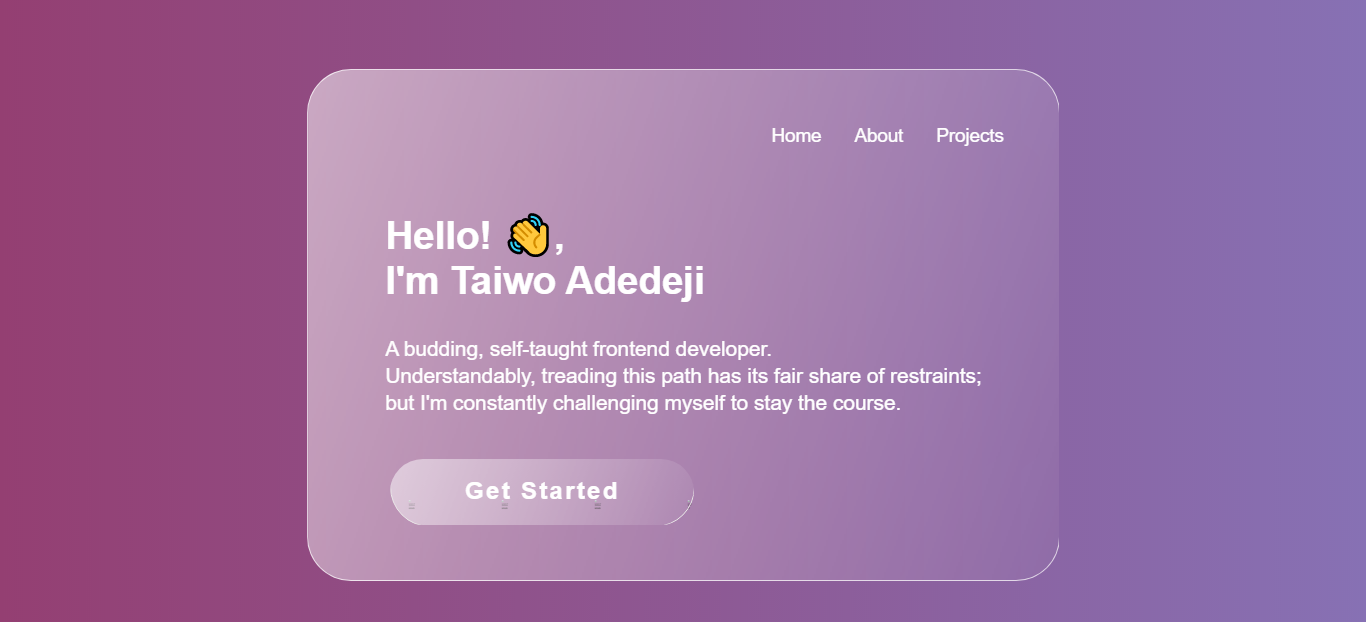 Home About Projects
Hello! 👋,
I'm Taiwo Adedeji
A budding, self-taught frontend developer.
Understandably, treading this path has its fair share of restraints;
but I'm constantly challenging myself to stay the course.
Get Started